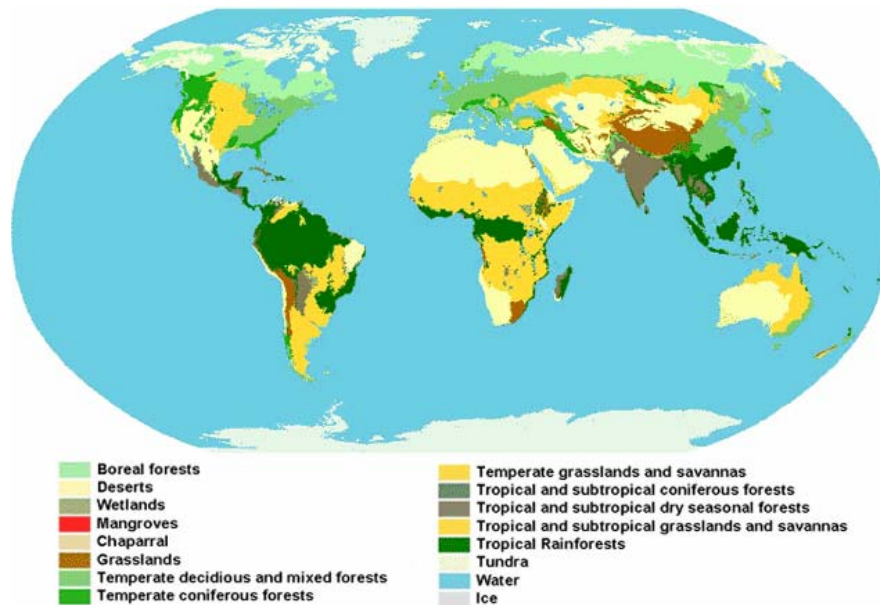 Boreal forests
Deserts
Wetlands
Mangroves
Chaparral
Grasslands
Temperate decidious and mixed forests
Temperate coniferous forests
Temperate grasslands and savannas
Tropical and subtropical coniferous forests
Tropical and subtropical dry seasonal forests
Tropical and subtropical grasslands and savannas
Tropical Rainforests
Tundra
Water
Ice